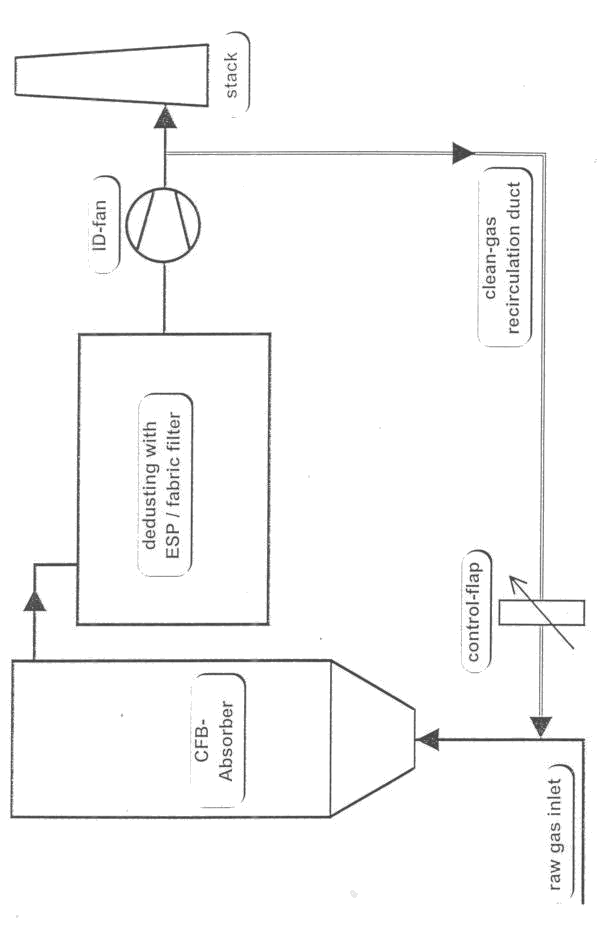 raw gas inlet
CFB-
Absorber
control-flap
dedusting with
ESP / fabric filter
clean-gas
recirculation duct
ID-fan
stack